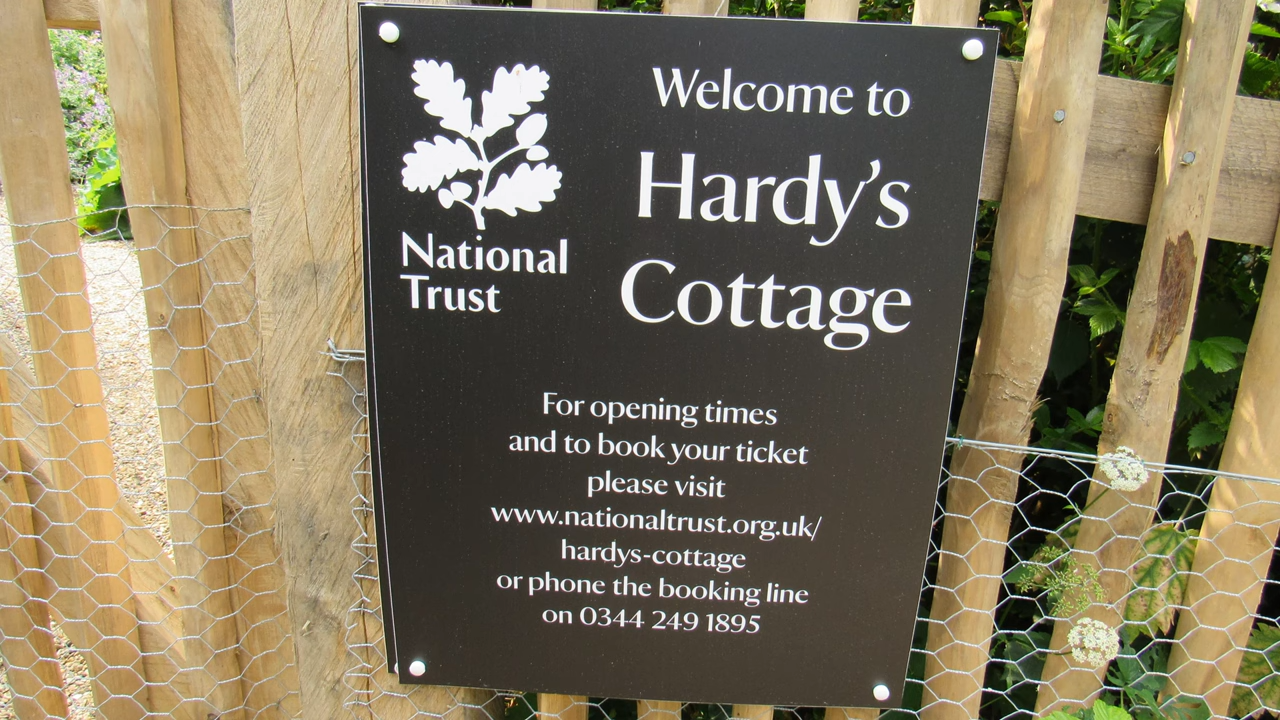 National
Trust
Welcome to
Hardy's
Cottage
For opening times
and to book your ticket
please visit
www.nationaltrust.org.uk/
hardys-cottage
or phone the booking line
on 0344 249 1895